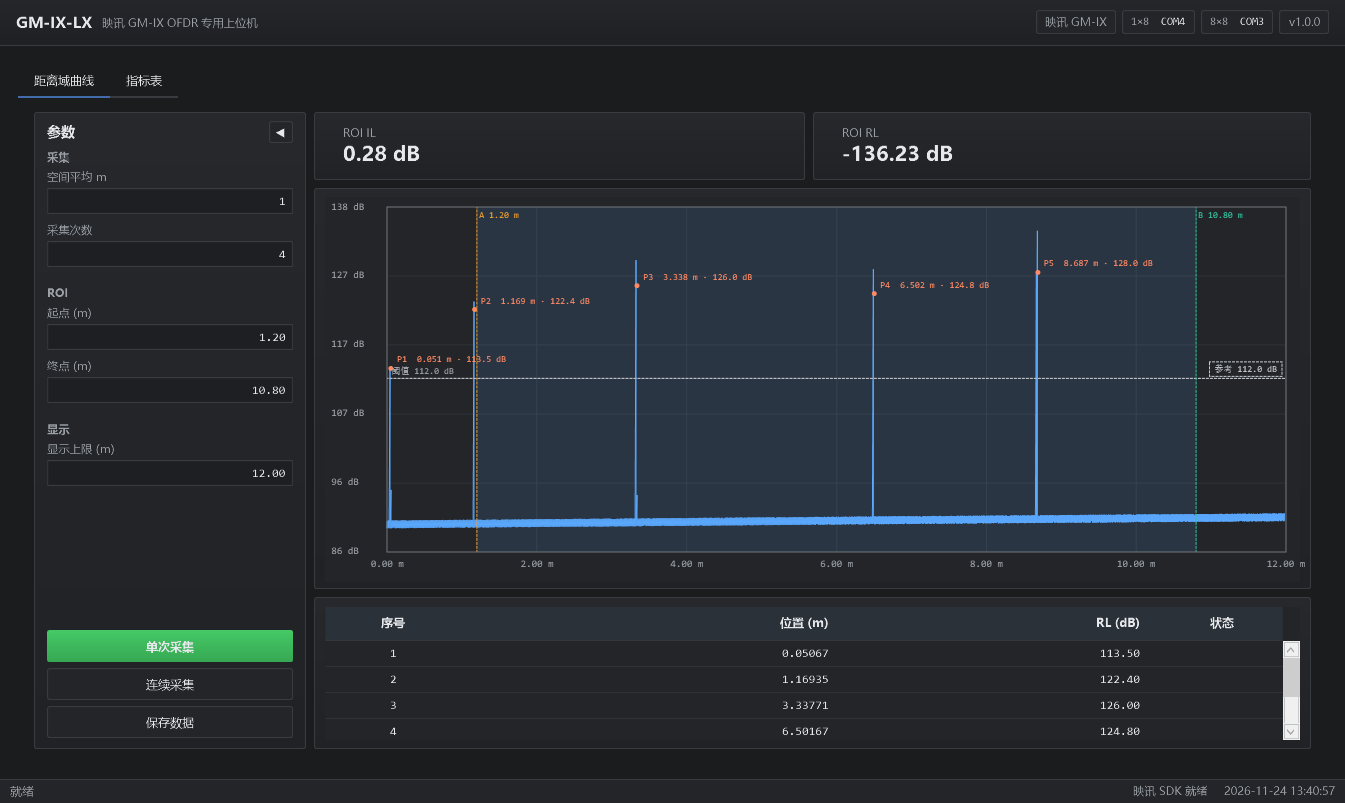 GM-IX-LX 映讯 GM-IX OFDR 专用上位机
映讯 GM-IX 1×8 COM4 8×8 COM3 v1.0.0
距离域曲线 指标表
参数 ◀
采集
空间平均 m
1
采集次数
4
ROI
起点 (m)
1.20
终点 (m)
10.80
显示
显示上限 (m)
12.00
单次采集
连续采集
保存数据
ROI IL
0.28 dB
ROI RL
-136.23 dB
138 dB
127 dB
117 dB
107 dB
96 dB
86 dB
A 1.20 m
B 10.80 m
P1 0.051 m · 113.5 dB
P2 1.169 m · 122.4 dB
P3 3.338 m · 126.0 dB
P4 6.502 m · 124.8 dB
P5 8.687 m · 128.0 dB
阈值 112.0 dB
参考 112.0 dB
0.00 m 2.00 m 4.00 m 6.00 m 8.00 m 10.00 m 12.00 m
序号 位置 (m) RL (dB) 状态
1 0.05067 113.50
2 1.16935 122.40
3 3.33771 126.00
4 6.50167 124.80
就绪
映讯 SDK 就绪 2026-11-24 13:40:57